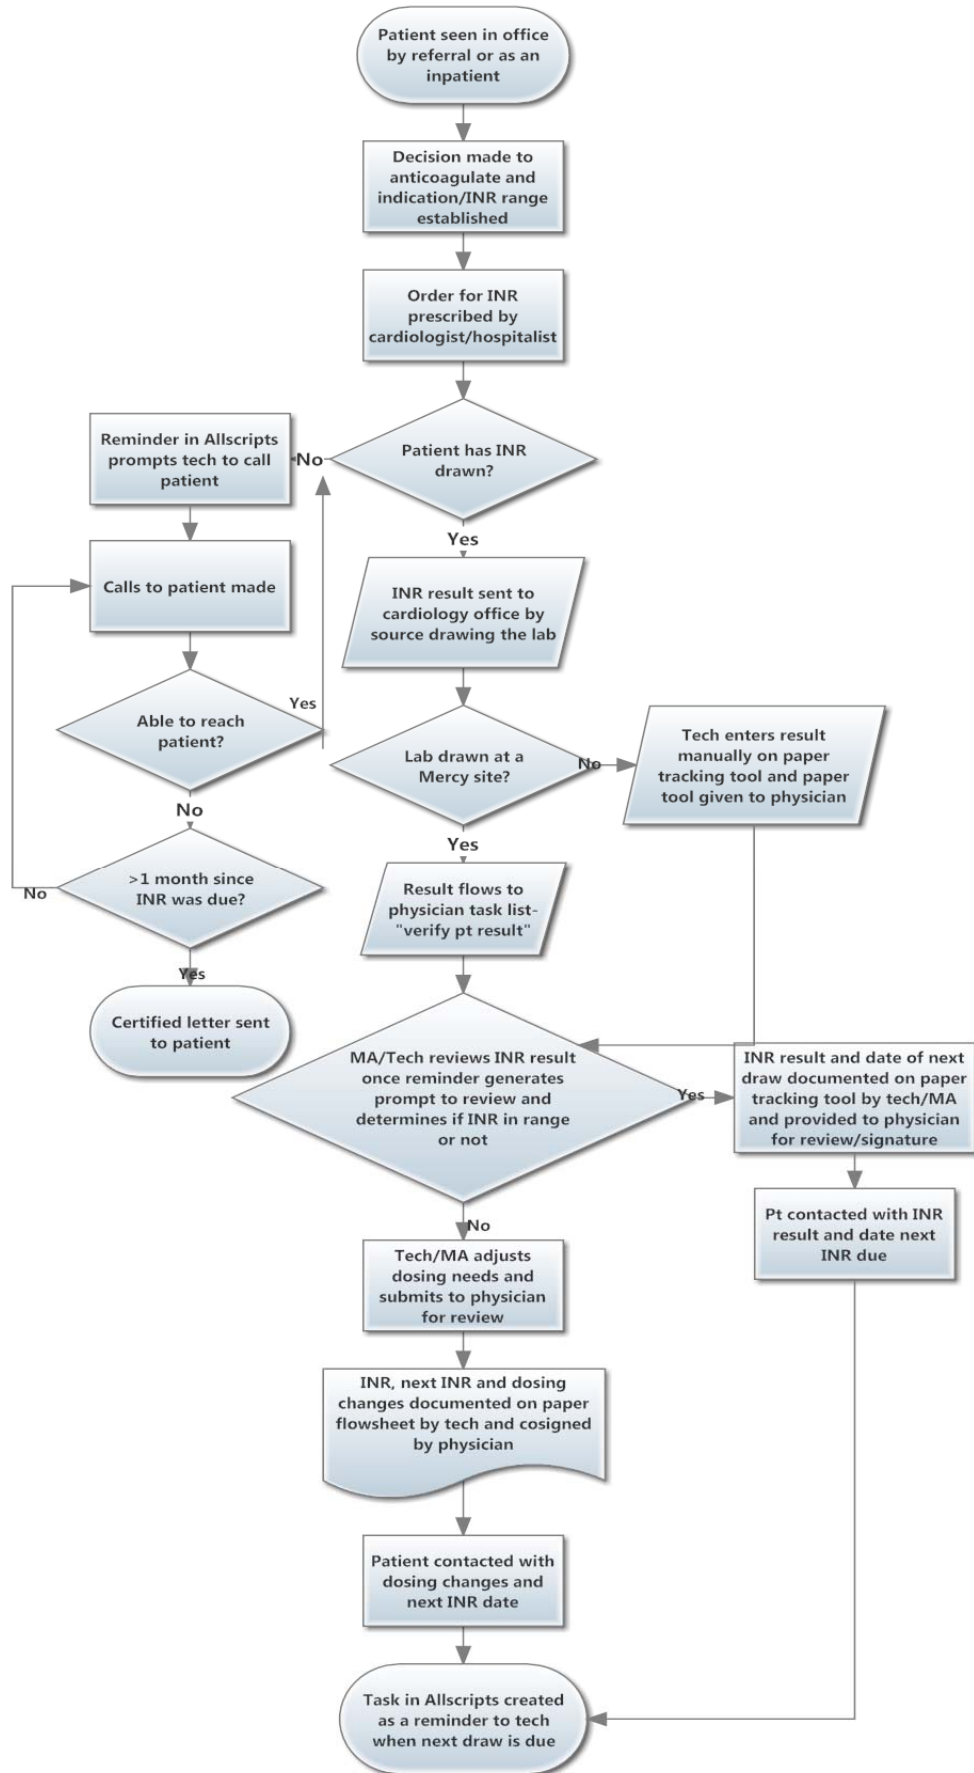 Patient seen in office
by referral or as an
inpatient
Decision made to
anticoagulate and
indication/INR range
established
Order for INR
prescribed by
cardiologist/hospitalist
Patient has INR
drawn?
No
Reminder in Allscripts
prompts tech to call
patient
Calls to patient made
Able to reach
patient?
Yes
No
>1 month since
INR was due?
No
Yes
Certified letter sent
to patient
Yes
INR result sent to
cardiology office by
source drawing the lab
Lab drawn at a
Mercy site?
No
Tech enters result
manually on paper
tracking tool and paper
tool given to physician
Yes
Result flows to
physician task list-
"verify pt result"
MA/Tech reviews INR result
once reminder generates
prompt to review and
determines if INR in range
or not
Yes
INR result and date of next
draw documented on paper
tracking tool by tech/MA
and provided to physician
for review/signature
Pt contacted with INR
result and date next
INR due
No
Tech/MA adjusts
dosing needs and
submits to physician
for review
INR, next INR and dosing
changes documented on paper
flowsheet by tech and cosigned
by physician
Patient contacted with
dosing changes and
next INR date
Task in Allscripts created
as a reminder to tech
when next draw is due